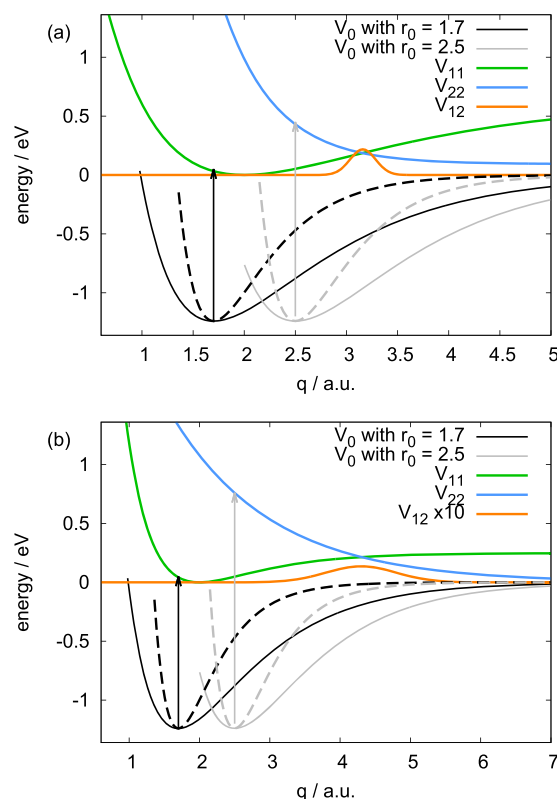 (a)
V₀ with r₀ = 1.7
V₀ with r₀ = 2.5
V₁₁
V₂₂
V₁₂
energy / eV
1
0.5
0
-0.5
-1
1 1.5 2 2.5 3 3.5 4 4.5 5
q / a.u.
(b)
V₀ with r₀ = 1.7
V₀ with r₀ = 2.5
V₁₁
V₂₂
V₁₂ x10
energy / eV
1
0.5
0
-0.5
-1
1 2 3 4 5 6 7
q / a.u.